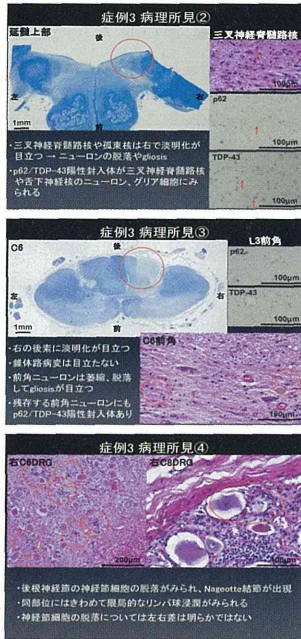 症例3 病理所見②
延髄上部
後
三叉神経脊髄路核
左
右
前
1mm
100μm
p62
100μm
TDP-43
100μm
・三叉神経脊髄路核や孤束核は右で淡明化が
目立つ → ニューロンの脱落やgliosis
・p62/TDP-43陽性封入体が三叉神経脊髄路核
や舌下神経核のニューロン、グリア細胞にみ
られる
症例3 病理所見③
C6
後
L3前角
p62
100μm
左
右
TDP-43
1mm
前
100μm
・右の後索に淡明化が目立つ
・錐体路病変は目立たない
・前角ニューロンは萎縮、脱落
してgliosisが目立つ
・残存する前角ニューロンにも
p62/TDP-43陽性封入体あり
C6前角
100μm
症例3 病理所見④
右C6DRG
右C8DRG
200μm
100μm
・後根神経節の神経節細胞の脱落がみられ、Nageotte結節が出現
・同部位にはきわめて限局的なリンパ球浸潤がみられる
・神経節細胞の脱落については左右差は明らかではない